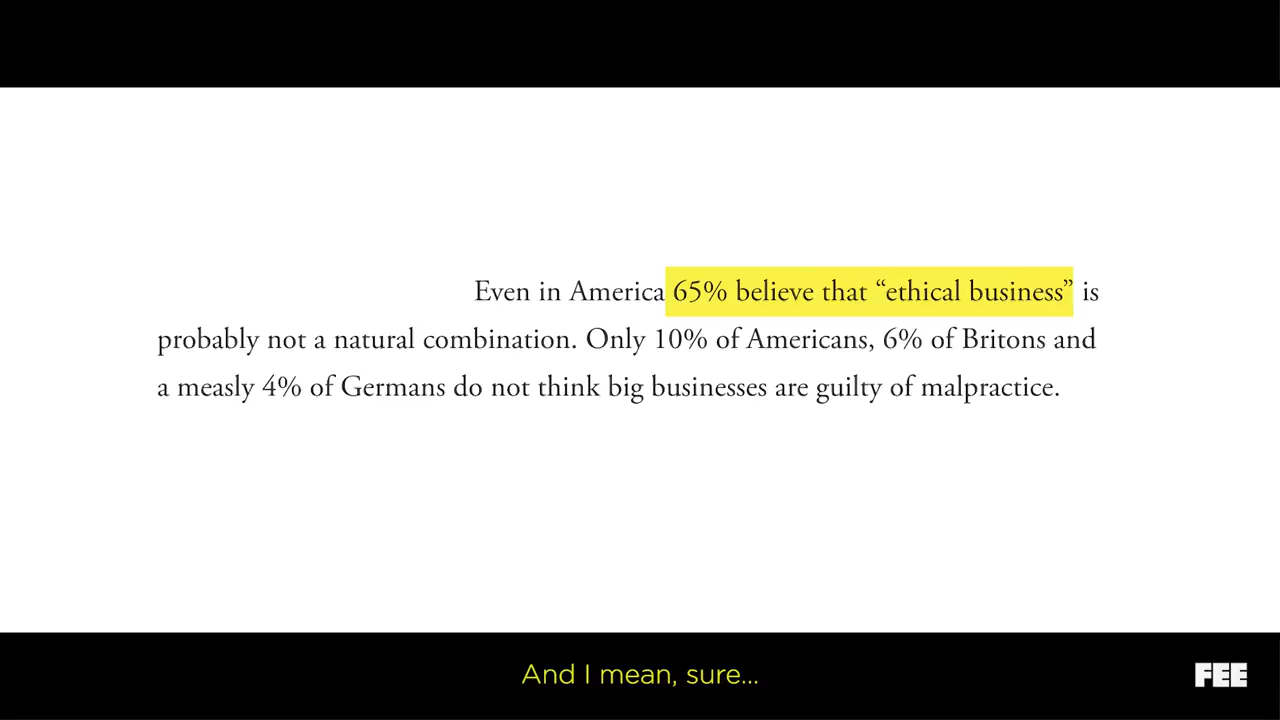 Even in America 65% believe that “ethical business” is
probably not a natural combination. Only 10% of Americans, 6% of Britons and
a measly 4% of Germans do not think big businesses are guilty of malpractice.
And I mean, sure...
FEE